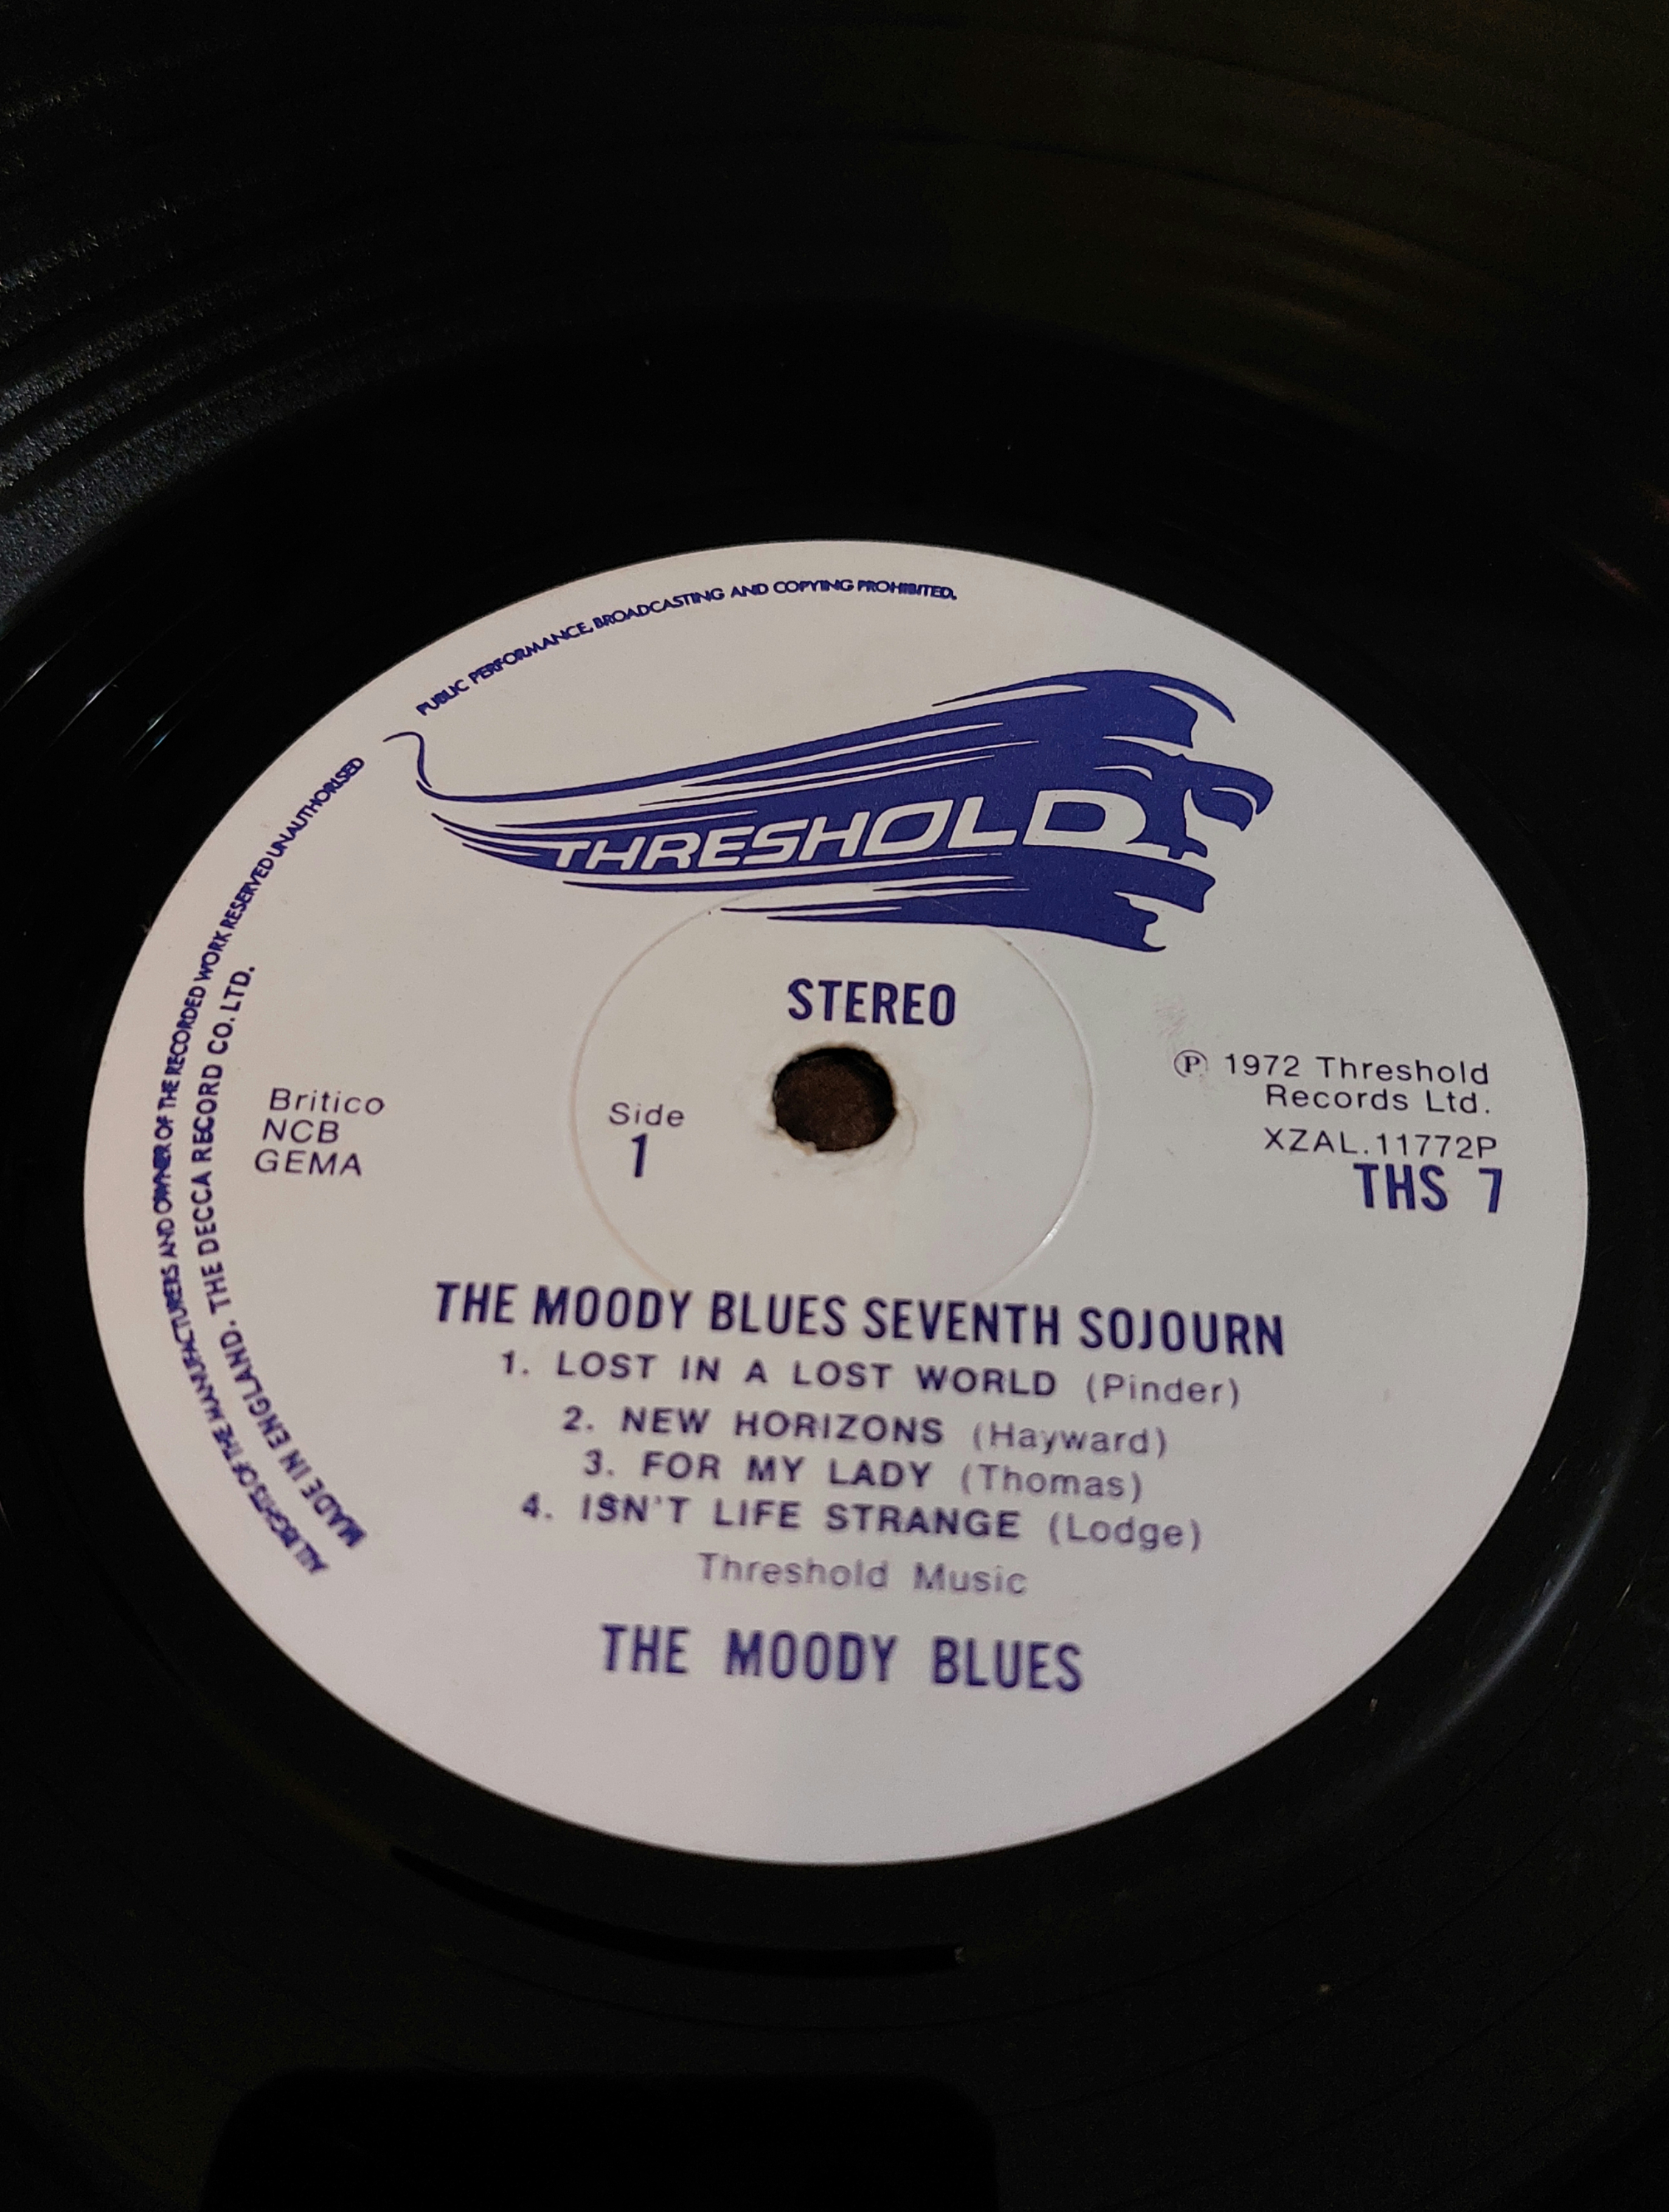 PUBLIC PERFORMANCE, BROADCASTING AND COPYING PROHIBITED.
ALL RIGHTS OF THE MANUFACTURERS AND OWNER OF THE RECORDED WORK RESERVED UNAUTHORISED
MADE IN ENGLAND. THE DECCA RECORD CO. LTD.
THRESHOLD
STEREO
Britico
NCB
GEMA
Side
1
Ⓟ 1972 Threshold
Records Ltd.
XZAL.11772P
THS 7
THE MOODY BLUES SEVENTH SOJOURN
1. LOST IN A LOST WORLD (Pinder)
2. NEW HORIZONS (Hayward)
3. FOR MY LADY (Thomas)
4. ISN'T LIFE STRANGE (Lodge)
Threshold Music
THE MOODY BLUES